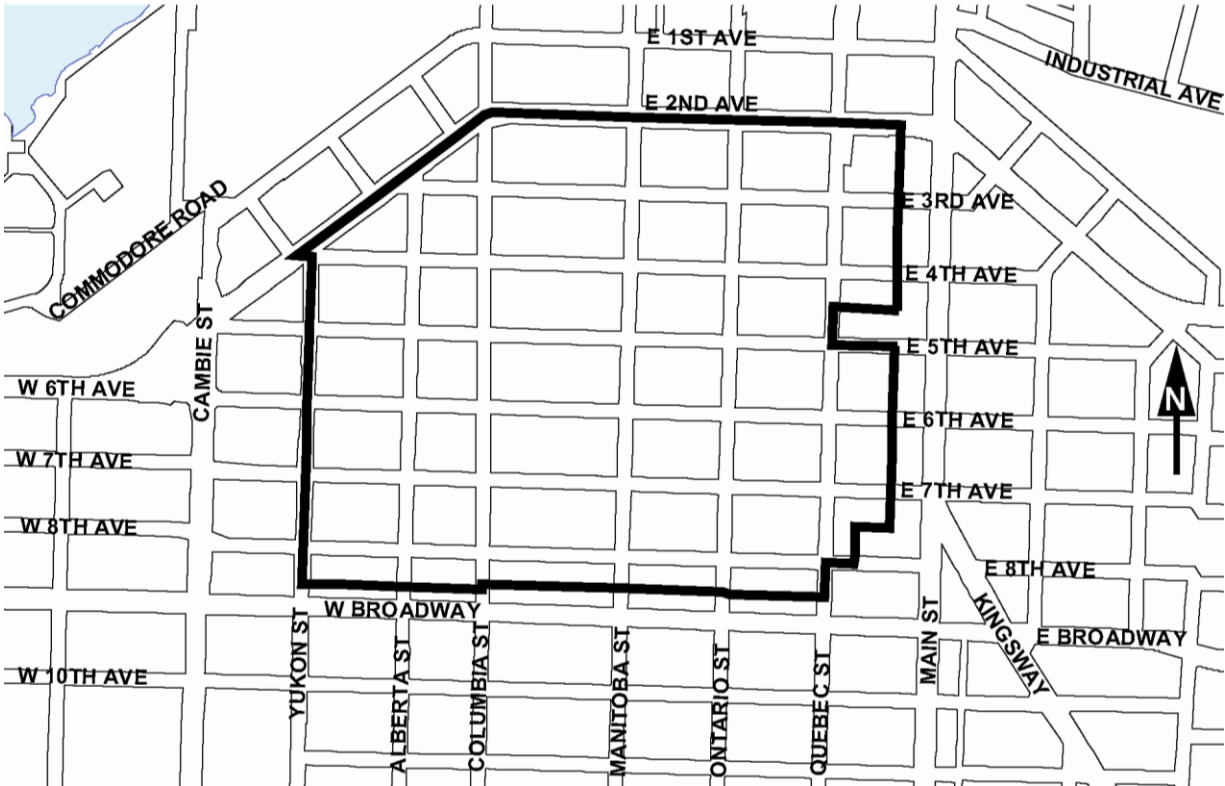 E 1ST AVE
INDUSTRIAL AVE
E 2ND AVE
COMMODORE ROAD
E 3RD AVE
E 4TH AVE
CAMBIE ST
E 5TH AVE
W 6TH AVE
N
E 6TH AVE
W 7TH AVE
E 7TH AVE
W 8TH AVE
E 8TH AVE
W BROADWAY
YUKON ST
ALBERTA ST
COLUMBIA ST
MANITOBA ST
ONTARIO ST
QUEBEC ST
MAIN ST
KINGSWAY
E BROADWAY
W 10TH AVE